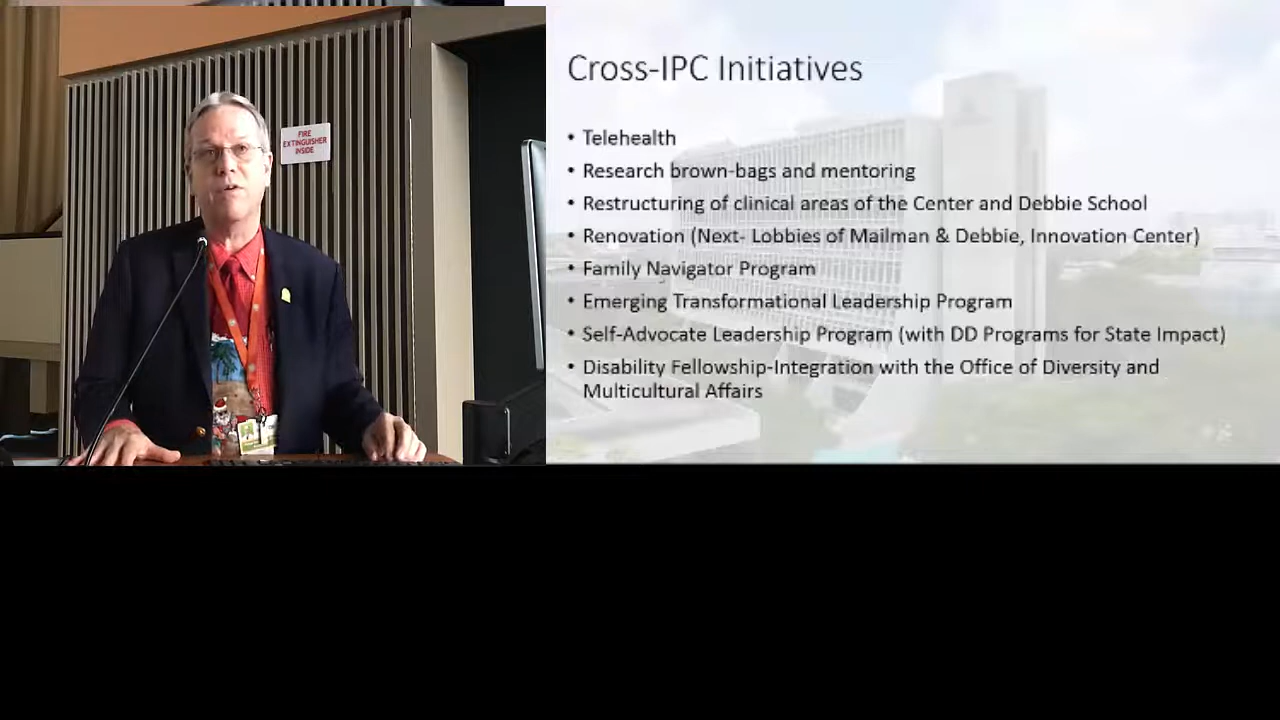 FIRE
EXTINGUISHER
INSIDE
Cross-IPC Initiatives
• Telehealth
• Research brown-bags and mentoring
• Restructuring of clinical areas of the Center and Debbie School
• Renovation (Next- Lobbies of Mailman & Debbie, Innovation Center)
• Family Navigator Program
• Emerging Transformational Leadership Program
• Self-Advocate Leadership Program (with DD Programs for State Impact)
• Disability Fellowship-Integration with the Office of Diversity and
Multicultural Affairs